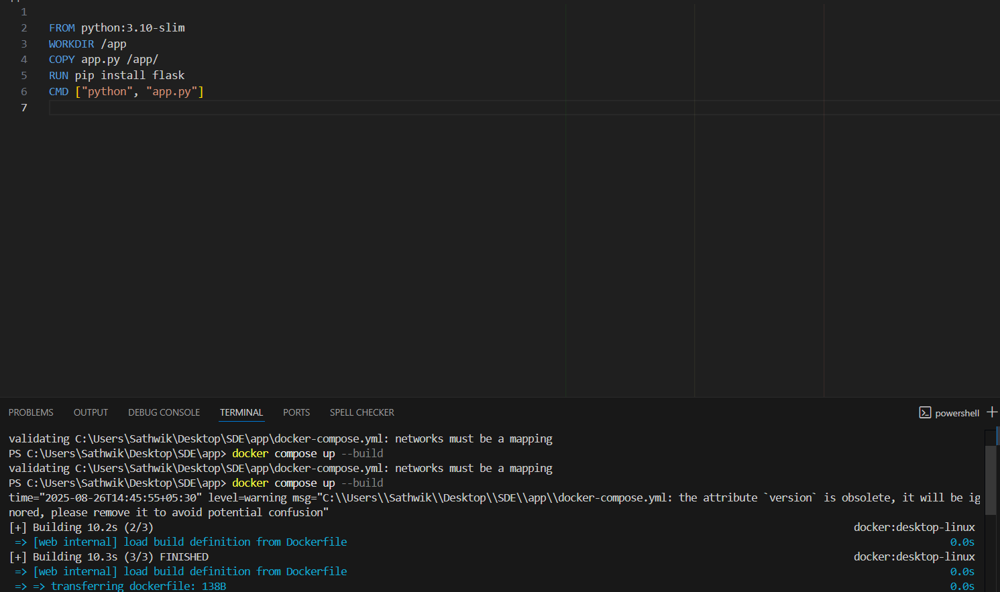 1
2 FROM python:3.10-slim
3 WORKDIR /app
4 COPY app.py /app/
5 RUN pip install flask
6 CMD ["python", "app.py"]
7
PROBLEMS OUTPUT DEBUG CONSOLE TERMINAL PORTS SPELL CHECKER powershell
validating C:\Users\Sathwik\Desktop\SDE\app\docker-compose.yml: networks must be a mapping
PS C:\Users\Sathwik\Desktop\SDE\app> docker compose up --build
validating C:\Users\Sathwik\Desktop\SDE\app\docker-compose.yml: networks must be a mapping
PS C:\Users\Sathwik\Desktop\SDE\app> docker compose up --build
time="2025-08-26T14:45:55+05:30" level=warning msg="C:\\Users\\Sathwik\\Desktop\\SDE\\app\\docker-compose.yml: the attribute `version` is obsolete, it will be ig
nored, please remove it to avoid potential confusion"
[+] Building 10.2s (2/3) docker:desktop-linux
=> [web internal] load build definition from Dockerfile 0.0s
[+] Building 10.3s (3/3) FINISHED docker:desktop-linux
=> [web internal] load build definition from Dockerfile 0.0s
=> => transferring dockerfile: 138B 0.0s